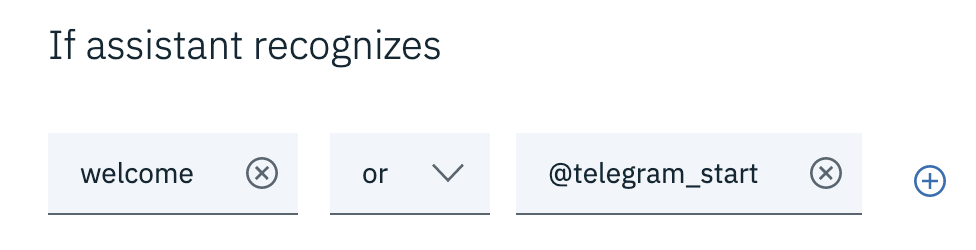 If assistant recognizes
welcome or @telegram_start